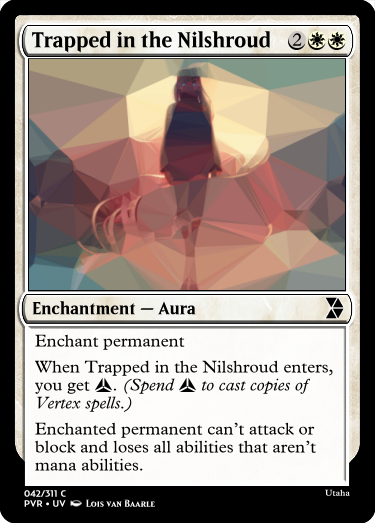 Trapped in the Nilshroud 2
Enchantment — Aura
Enchant permanent
When Trapped in the Nilshroud enters,
you get . (Spend to cast copies of
Vertex spells.)
Enchanted permanent can't attack or
block and loses all abilities that aren't
mana abilities.
042/311 C Utaha
PVR • UV Lois van Baarle